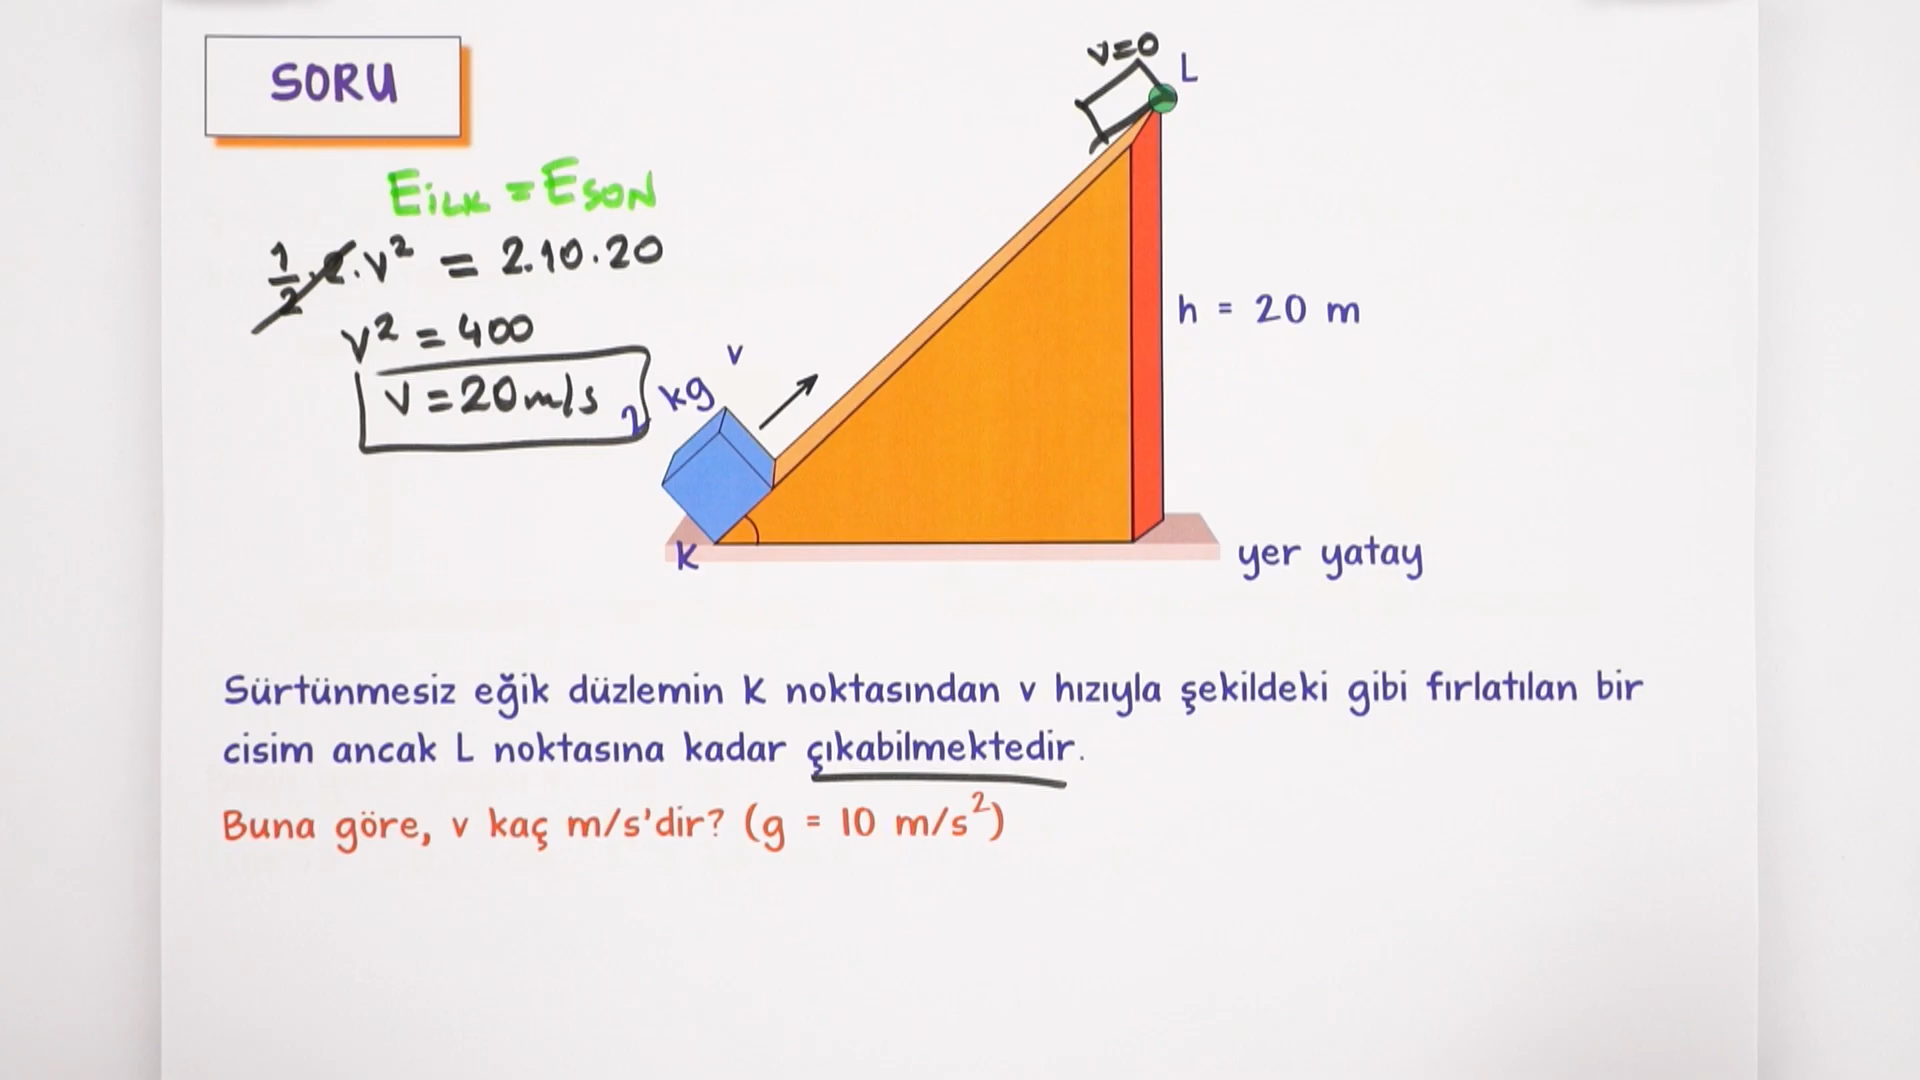 SORU
EİLK = ESON
1/2 · 2 · v² = 2.10.20
v² = 400
v = 20 m/s
2 kg
v
v=0
L
h = 20 m
K
yer yatay
Sürtünmesiz eğik düzlemin K noktasından v hızıyla şekildeki gibi fırlatılan bir
cisim ancak L noktasına kadar çıkabilmektedir.
Buna göre, v kaç m/s'dir? (g = 10 m/s²)